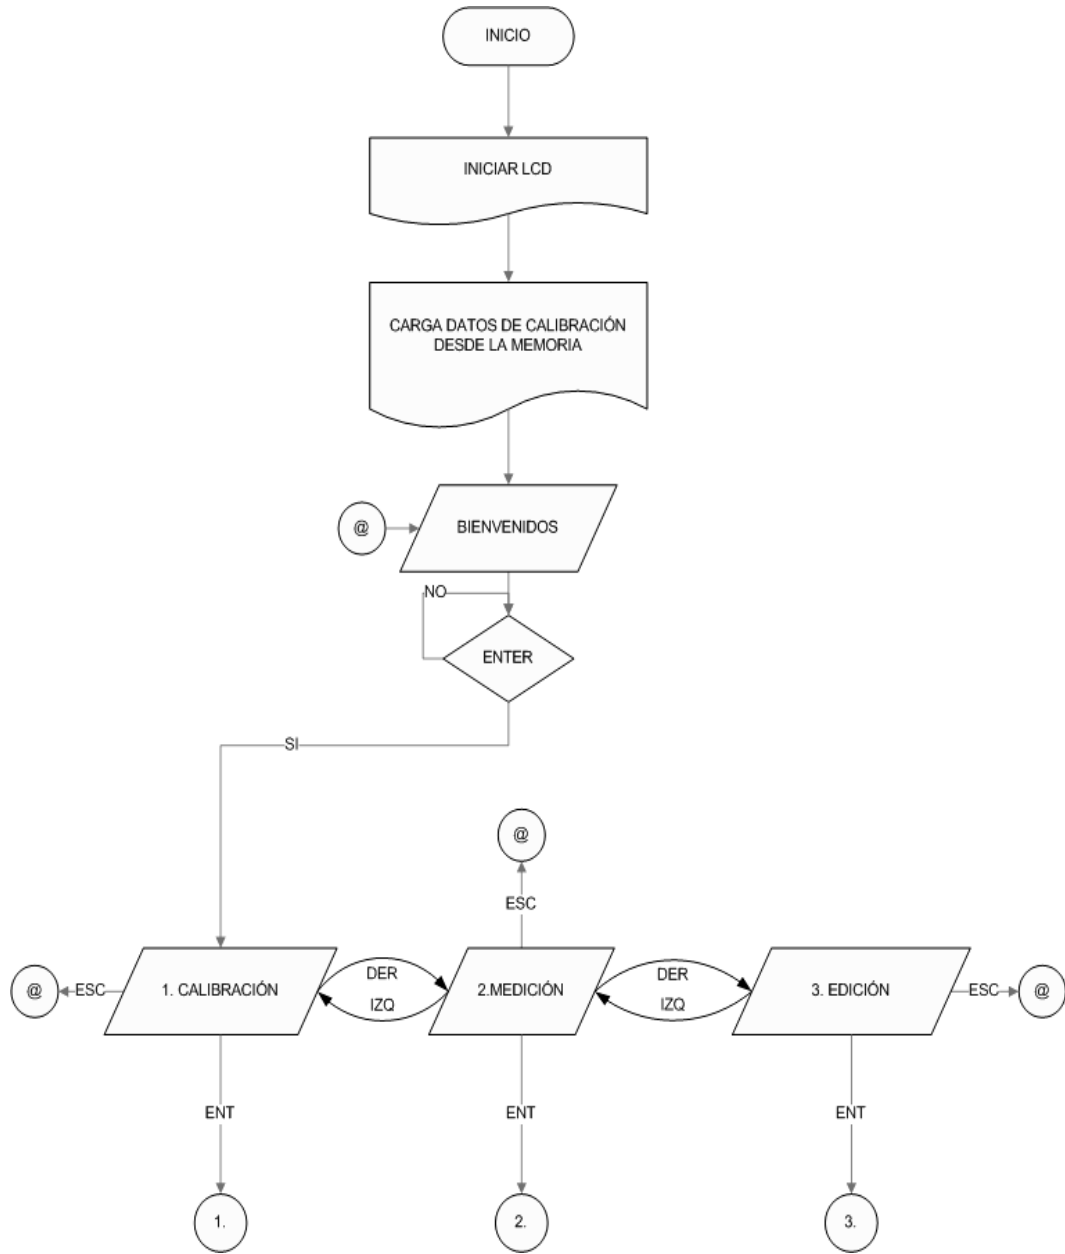 INICIO
INICIAR LCD
CARGA DATOS DE CALIBRACIÓN
DESDE LA MEMORIA
@
BIENVENIDOS
NO
ENTER
SI
@
ESC
@
ESC
1. CALIBRACIÓN
DER
IZQ
2.MEDICIÓN
DER
IZQ
3. EDICIÓN
ESC
@
ENT
ENT
ENT
1.
2.
3.